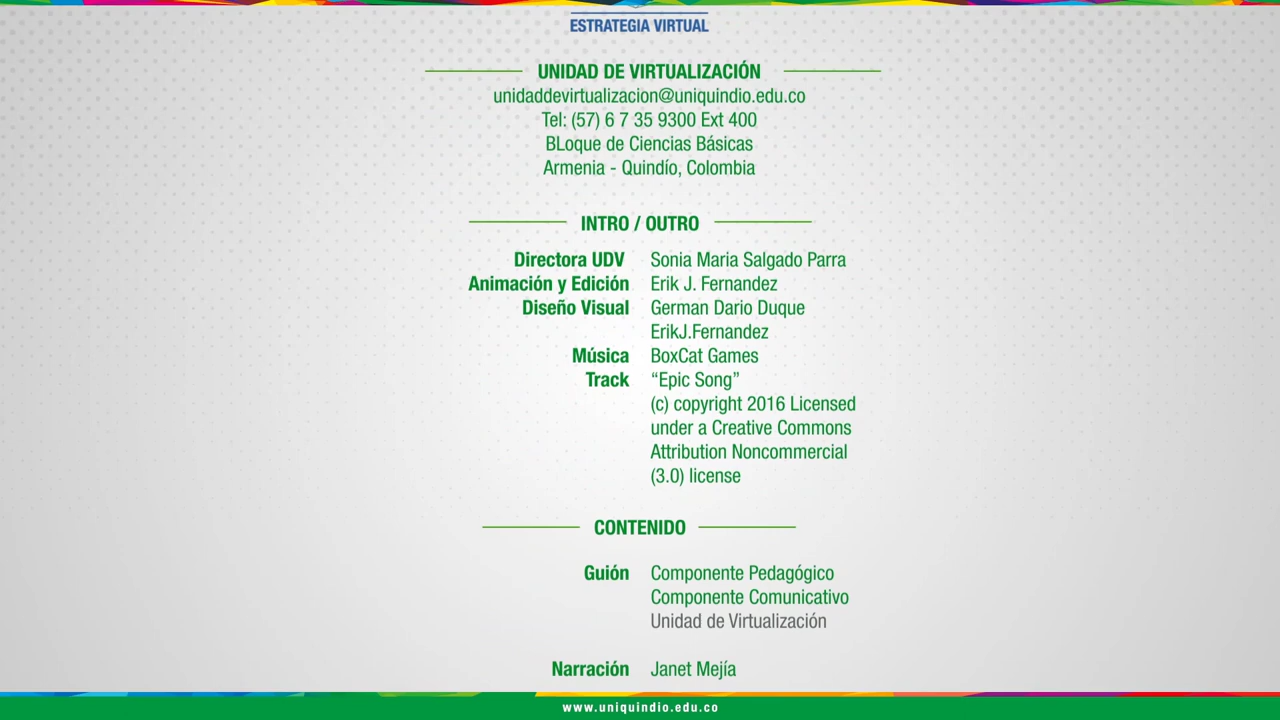 ESTRATEGIA VIRTUAL
UNIDAD DE VIRTUALIZACIÓN
unidaddevirtualizacion@uniquindio.edu.co
Tel: (57) 6 7 35 9300 Ext 400
BLoque de Ciencias Básicas
Armenia - Quindío, Colombia
INTRO / OUTRO
Directora UDV Sonia Maria Salgado Parra
Animación y Edición Erik J. Fernandez
Diseño Visual German Dario Duque
ErikJ.Fernandez
Música BoxCat Games
Track “Epic Song”
(c) copyright 2016 Licensed
under a Creative Commons
Attribution Noncommercial
(3.0) license
CONTENIDO
Guión Componente Pedagógico
Componente Comunicativo
Unidad de Virtualización
Narración Janet Mejía
www.uniquindio.edu.co